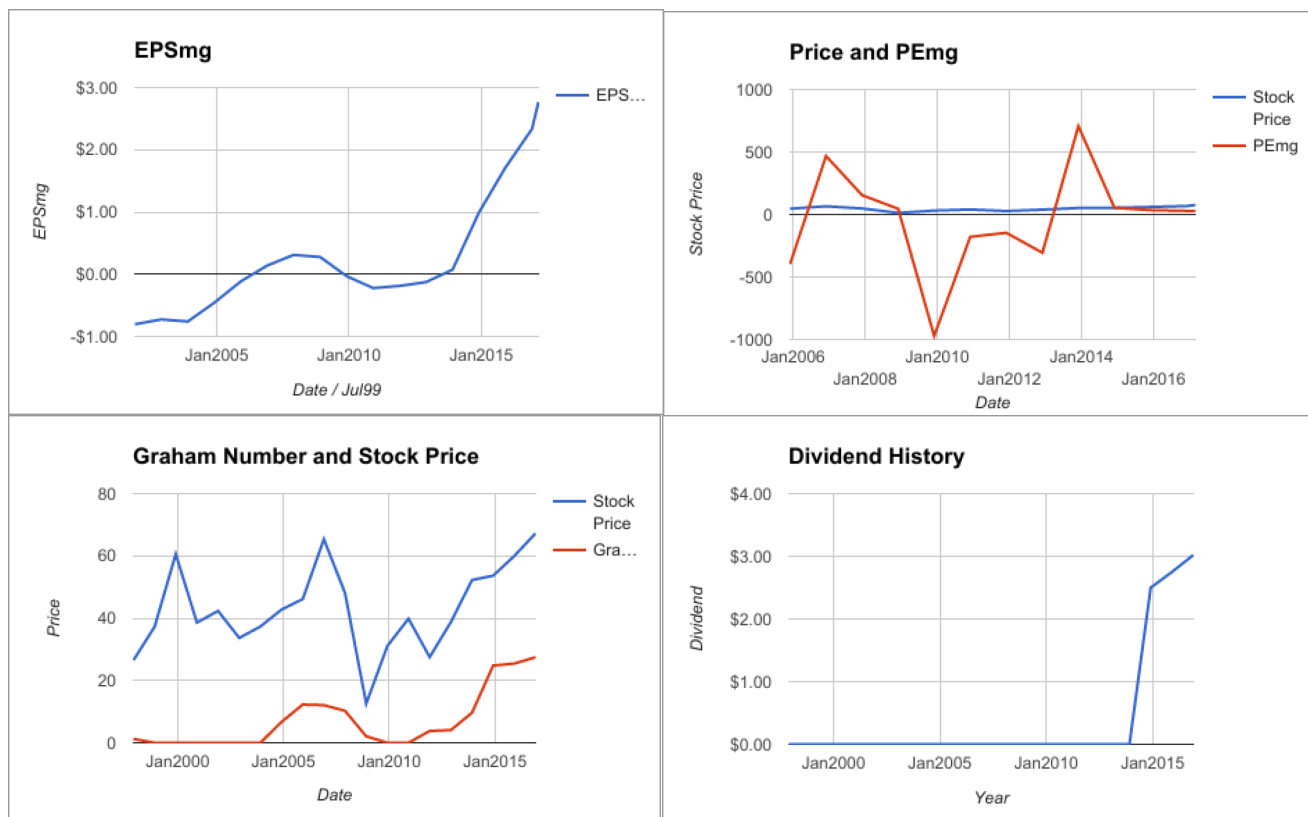 EPSmg
$3.00
$2.00
$1.00
$0.00
-$1.00
EPSmg
EPS…
Jan2005
Jan2010
Jan2015
Date / Jul99
Price and PEmg
1000
500
0
-500
-1000
Stock Price
Stock
Price
PEmg
Jan2006
Jan2008
Jan2010
Jan2012
Jan2014
Jan2016
Date
Graham Number and Stock Price
80
60
40
20
0
Price
Stock
Price
Gra…
Jan2000
Jan2005
Jan2010
Jan2015
Date
Dividend History
$4.00
$3.00
$2.00
$1.00
$0.00
Dividend
Jan2000
Jan2005
Jan2010
Jan2015
Year